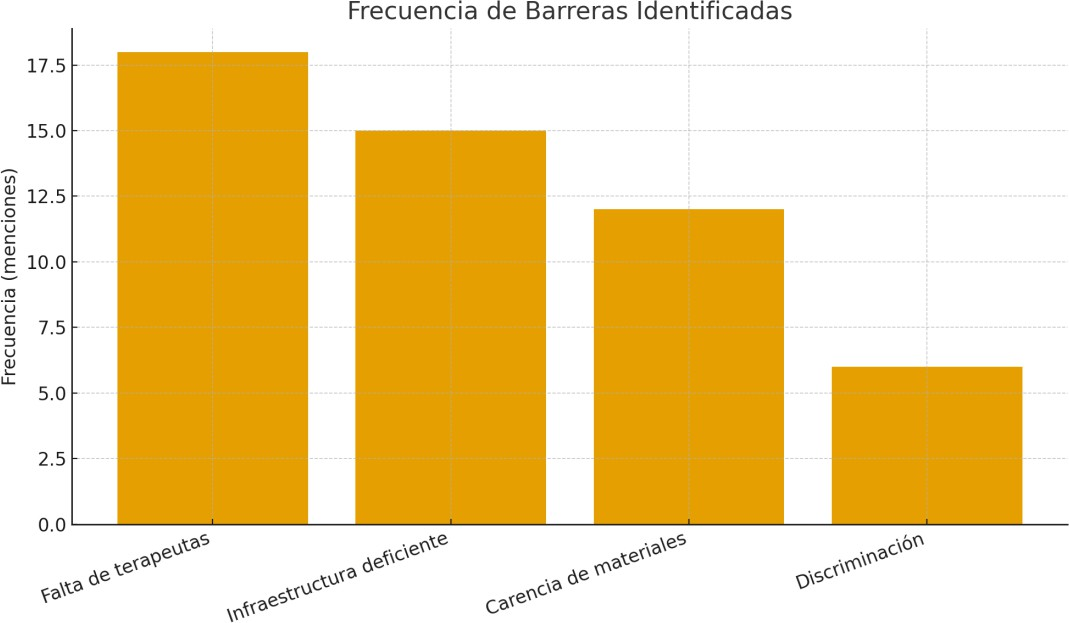 Frecuencia de Barreras Identificadas
Frecuencia (menciones)
17.5
15.0
12.5
10.0
7.5
5.0
2.5
0.0
Falta de terapeutas
Infraestructura deficiente
Carencia de materiales
Discriminación